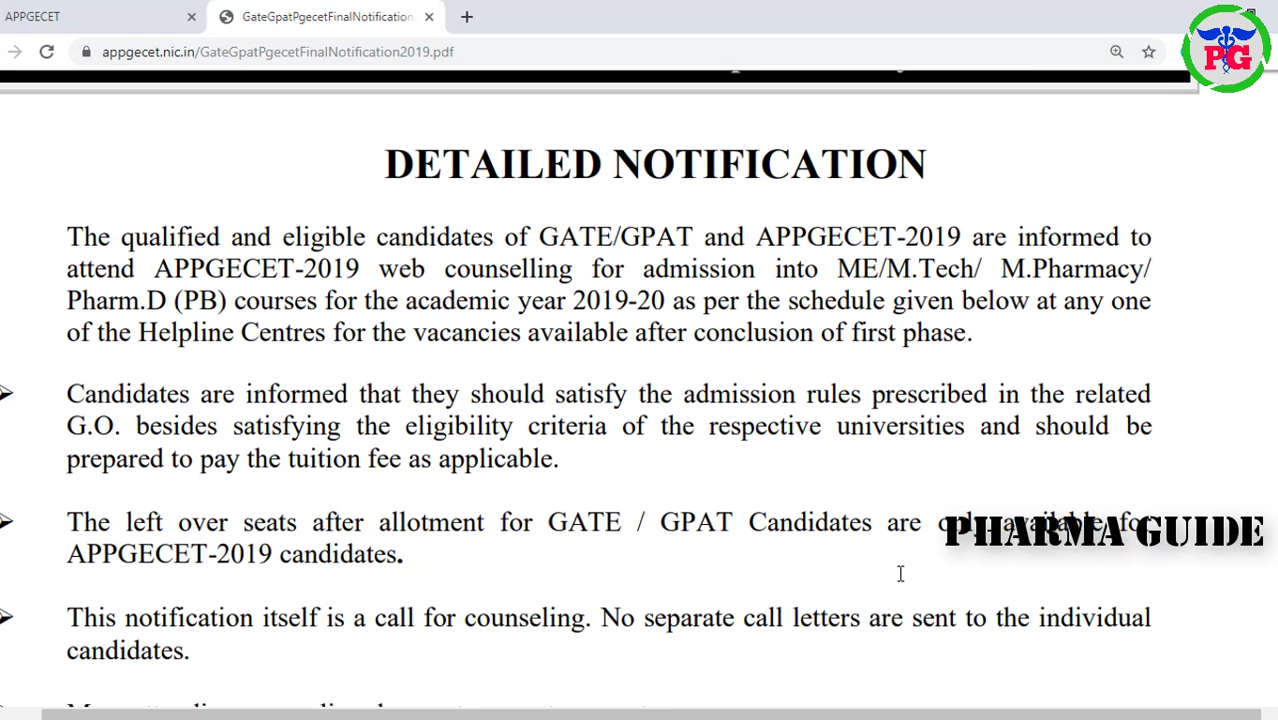 APPGECET
GateGpatPgecetFinalNotification
appgecet.nic.in/GateGpatPgecetFinalNotification2019.pdf
PG
DETAILED NOTIFICATION
The qualified and eligible candidates of GATE/GPAT and APPGECET-2019 are informed to
attend APPGECET-2019 web counselling for admission into ME/M.Tech/ M.Pharmacy/
Pharm.D (PB) courses for the academic year 2019-20 as per the schedule given below at any one
of the Helpline Centres for the vacancies available after conclusion of first phase.
Candidates are informed that they should satisfy the admission rules prescribed in the related
G.O. besides satisfying the eligibility criteria of the respective universities and should be
prepared to pay the tuition fee as applicable.
The left over seats after allotment for GATE / GPAT Candidates are only available for
PHARMA GUIDE
APPGECET-2019 candidates.
This notification itself is a call for counseling. No separate call letters are sent to the individual
candidates.